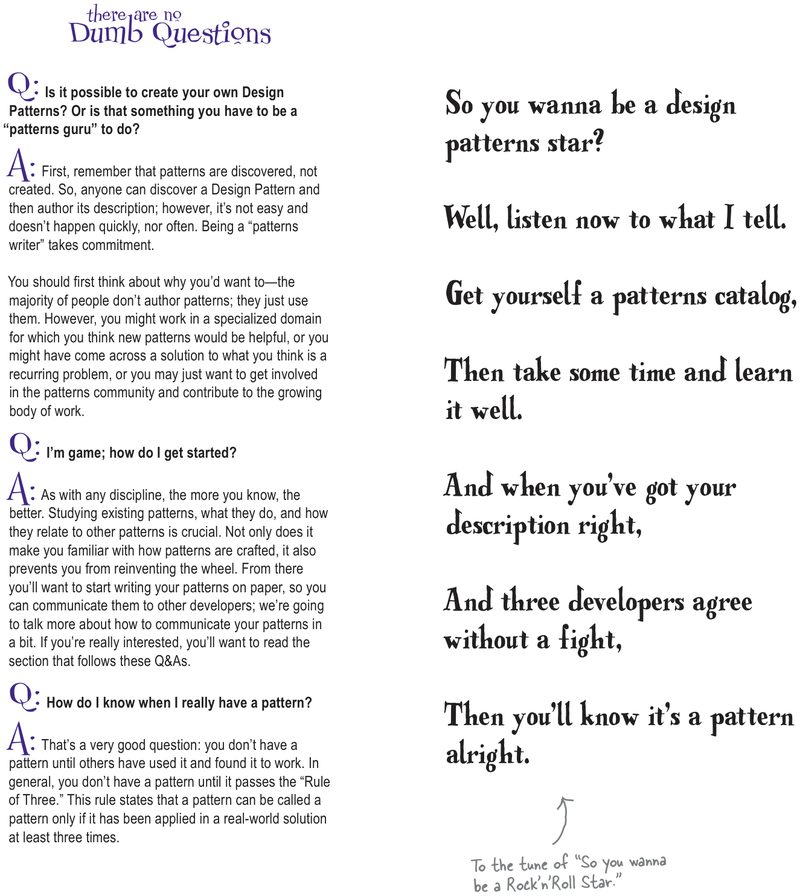 there are no
Dumb Questions
Q: Is it possible to create your own Design
Patterns? Or is that something you have to be a
“patterns guru” to do?
A: First, remember that patterns are discovered, not
created. So, anyone can discover a Design Pattern and
then author its description; however, it’s not easy and
doesn’t happen quickly, nor often. Being a “patterns
writer” takes commitment.
You should first think about why you’d want to—the
majority of people don’t author patterns; they just use
them. However, you might work in a specialized domain
for which you think new patterns would be helpful, or you
might have come across a solution to what you think is a
recurring problem, or you may just want to get involved
in the patterns community and contribute to the growing
body of work.
Q: I’m game; how do I get started?
A: As with any discipline, the more you know, the
better. Studying existing patterns, what they do, and how
they relate to other patterns is crucial. Not only does it
make you familiar with how patterns are crafted, it also
prevents you from reinventing the wheel. From there
you’ll want to start writing your patterns on paper, so you
can communicate them to other developers; we’re going
to talk more about how to communicate your patterns in
a bit. If you’re really interested, you’ll want to read the
section that follows these Q&As.
Q: How do I know when I really have a pattern?
A: That’s a very good question: you don’t have a
pattern until others have used it and found it to work. In
general, you don’t have a pattern until it passes the “Rule
of Three.” This rule states that a pattern can be called a
pattern only if it has been applied in a real-world solution
at least three times.
So you wanna be a design
patterns star?
Well, listen now to what I tell.
Get yourself a patterns catalog,
Then take some time and learn
it well.
And when you’ve got your
description right,
And three developers agree
without a fight,
Then you’ll know it’s a pattern
alright.
To the tune of “So you wanna
be a Rock’n’Roll Star.”